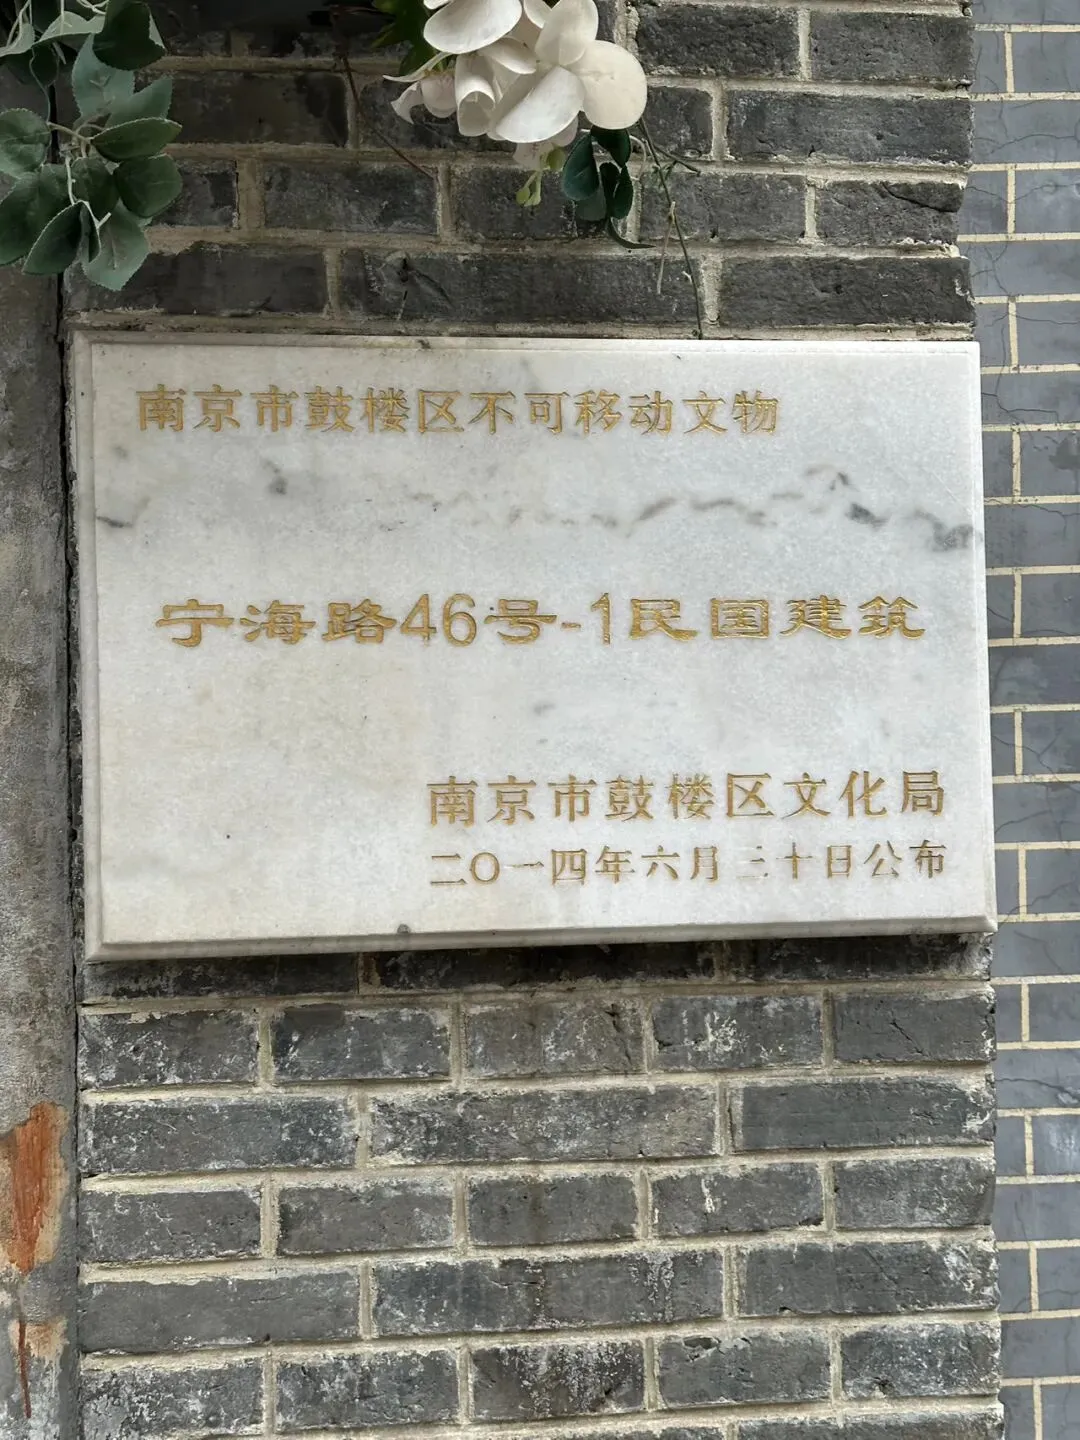 南京市鼓楼区不可移动文物
宁海路46号-1民国建筑
南京市鼓楼区文化局
二〇一四年六月三十日公布